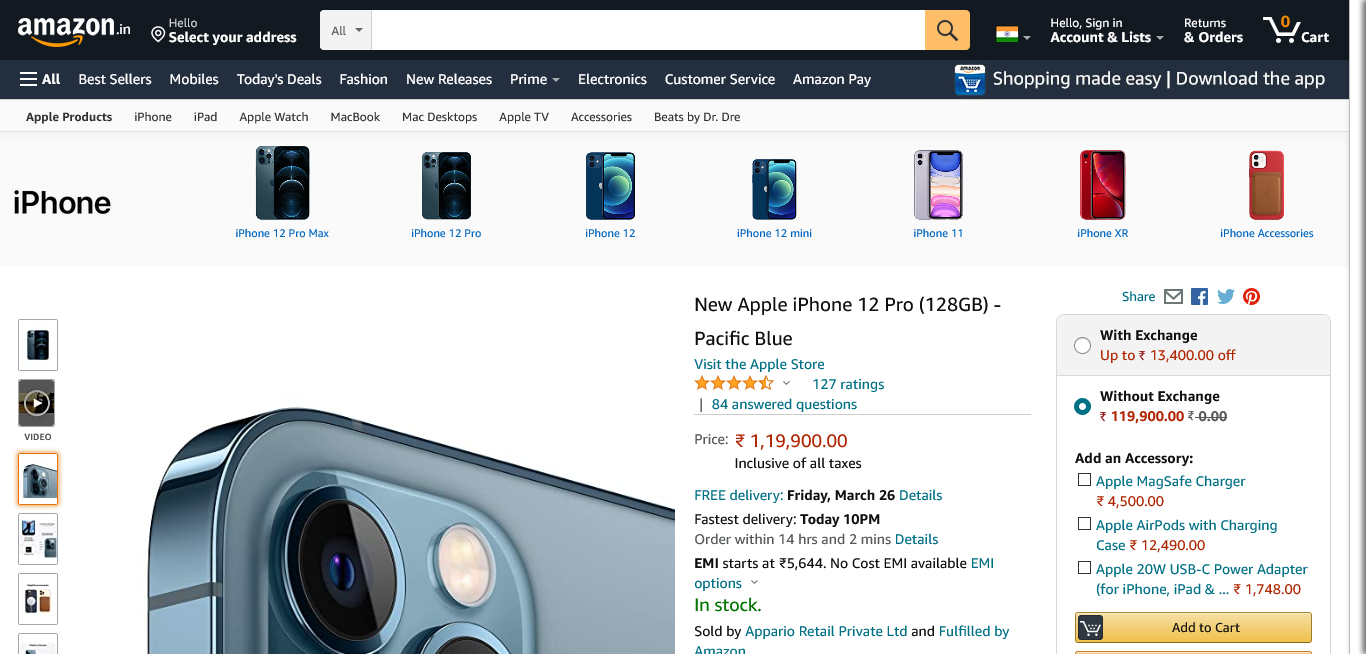 amazon.in
Hello
Select your address
All
Hello, Sign in
Account & Lists
Returns
& Orders
0
Cart
All
Best Sellers
Mobiles
Today's Deals
Fashion
New Releases
Prime
Electronics
Customer Service
Amazon Pay
amazon
Shopping made easy | Download the app
Apple Products
iPhone
iPad
Apple Watch
MacBook
Mac Desktops
Apple TV
Accessories
Beats by Dr. Dre
iPhone
iPhone 12 Pro Max
iPhone 12 Pro
iPhone 12
iPhone 12 mini
iPhone 11
iPhone XR
iPhone Accessories
VIDEO
New Apple iPhone 12 Pro (128GB) -
Pacific Blue
Visit the Apple Store
127 ratings
| 84 answered questions
Price: ₹ 1,19,900.00
Inclusive of all taxes
FREE delivery: Friday, March 26 Details
Fastest delivery: Today 10PM
Order within 14 hrs and 2 mins Details
EMI starts at ₹5,644. No Cost EMI available EMI
options
In stock.
Sold by Appario Retail Private Ltd and Fulfilled by
Amazon.
Share
With Exchange
Up to ₹ 13,400.00 off
Without Exchange
₹ 119,900.00 ₹ 0.00
Add an Accessory:
Apple MagSafe Charger
₹ 4,500.00
Apple AirPods with Charging
Case ₹ 12,490.00
Apple 20W USB-C Power Adapter
(for iPhone, iPad & ... ₹ 1,748.00
Add to Cart